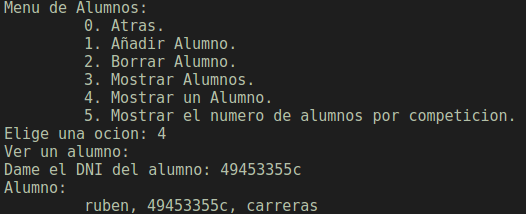 Menu de Alumnos:
0. Atras.
1. Añadir Alumno.
2. Borrar Alumno.
3. Mostrar Alumnos.
4. Mostrar un Alumno.
5. Mostrar el numero de alumnos por competicion.
Elige una ocion: 4
Ver un alumno:
Dame el DNI del alumno: 49453355c
Alumno:
ruben, 49453355c, carreras